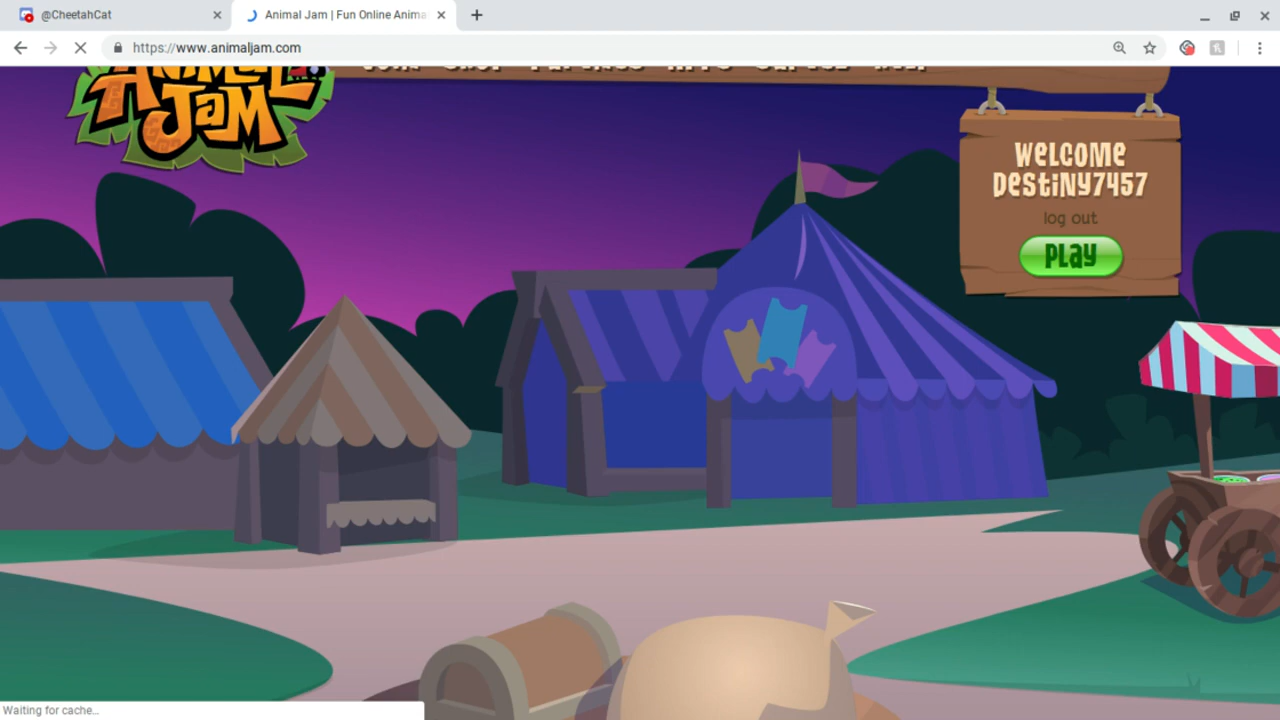 @CheetahCat
Animal Jam | Fun Online Anima
https://www.animaljam.com
ANIMAL
JAM
WELCOME
DESTINY7457
log out
PLAY
Waiting for cache...